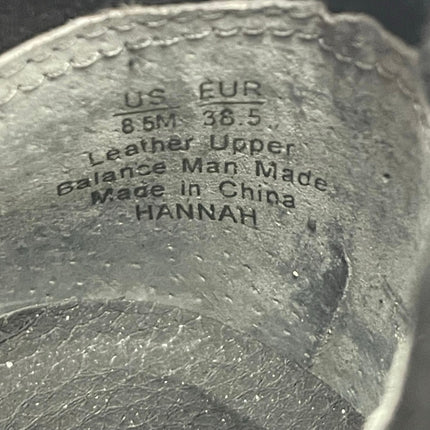 US EUR
8.5M 38.5
Leather Upper
Balance Man Made
Made in China
HANNAH